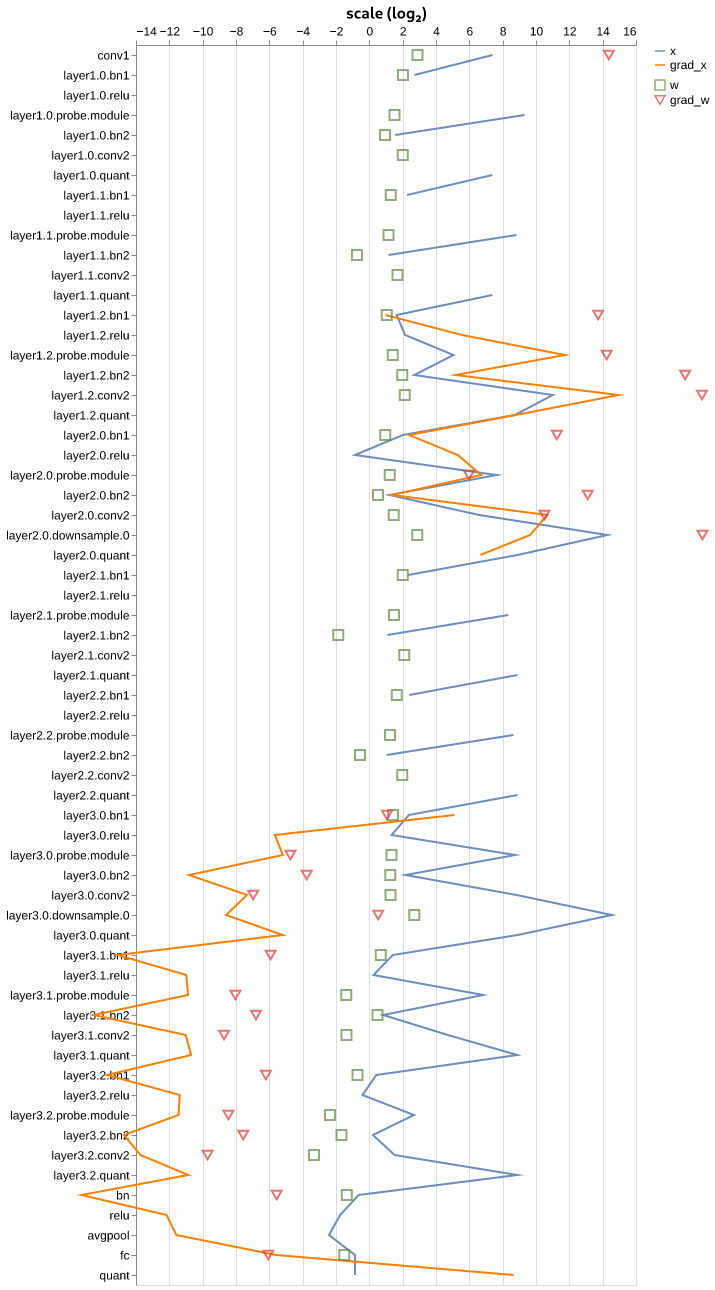 scale (log₂)
−14 −12 −10 −8 −6 −4 −2 0 2 4 6 8 10 12 14 16
x
grad_x
w
grad_w
conv1
layer1.0.bn1
layer1.0.relu
layer1.0.probe.module
layer1.0.bn2
layer1.0.conv2
layer1.0.quant
layer1.1.bn1
layer1.1.relu
layer1.1.probe.module
layer1.1.bn2
layer1.1.conv2
layer1.1.quant
layer1.2.bn1
layer1.2.relu
layer1.2.probe.module
layer1.2.bn2
layer1.2.conv2
layer1.2.quant
layer2.0.bn1
layer2.0.relu
layer2.0.probe.module
layer2.0.bn2
layer2.0.conv2
layer2.0.downsample.0
layer2.0.quant
layer2.1.bn1
layer2.1.relu
layer2.1.probe.module
layer2.1.bn2
layer2.1.conv2
layer2.1.quant
layer2.2.bn1
layer2.2.relu
layer2.2.probe.module
layer2.2.bn2
layer2.2.conv2
layer2.2.quant
layer3.0.bn1
layer3.0.relu
layer3.0.probe.module
layer3.0.bn2
layer3.0.conv2
layer3.0.downsample.0
layer3.0.quant
layer3.1.bn1
layer3.1.relu
layer3.1.probe.module
layer3.1.bn2
layer3.1.conv2
layer3.1.quant
layer3.2.bn1
layer3.2.relu
layer3.2.probe.module
layer3.2.bn2
layer3.2.conv2
layer3.2.quant
bn
relu
avgpool
fc
quant